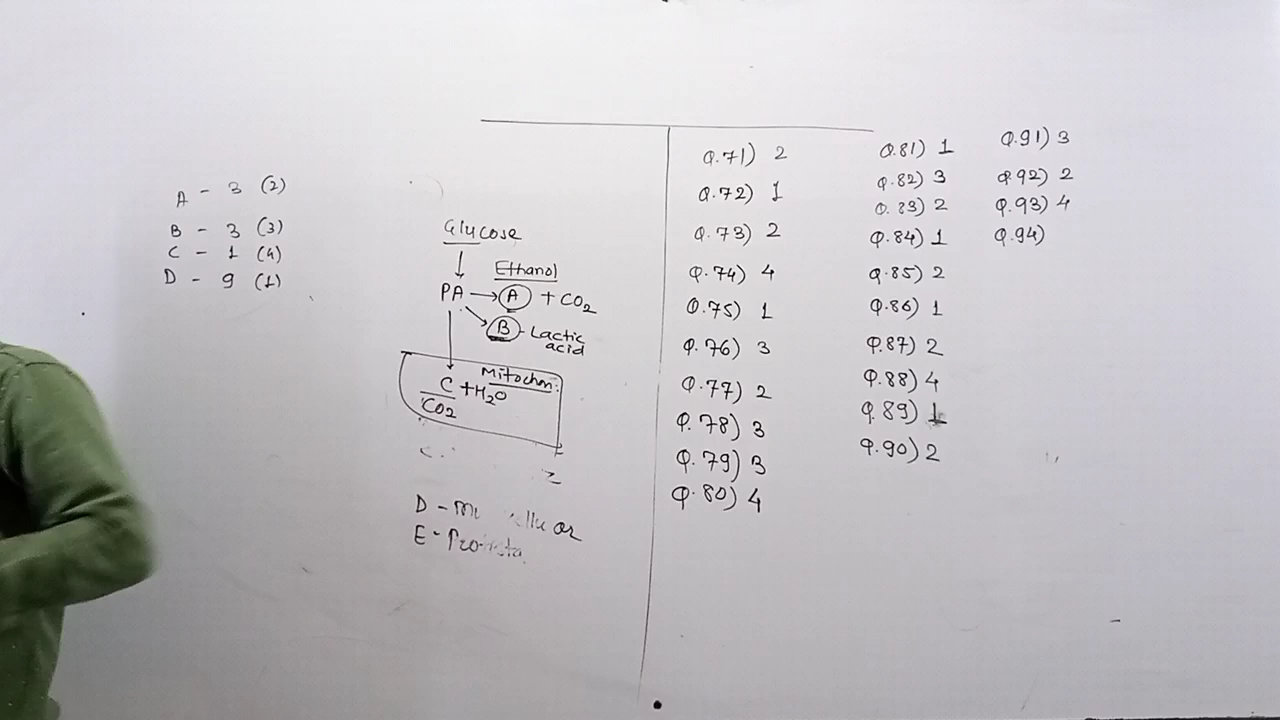 A - 3 (2)
B - 3 (3)
C - 1 (4)
D - 9 (1)
Glucose
Ethanol
PA → A + CO2
B - Lactic
acid
Mitochon:
C + H2O
CO2
D -
E -
Q.71) 2
Q.72) 1
Q.73) 2
Q.74) 4
Q.75) 1
Q.76) 3
Q.77) 2
Q.78) 3
Q.79) 3
Q.80) 4
Q.81) 1
Q.82) 3
Q.83) 2
Q.84) 1
Q.85) 2
Q.86) 1
Q.87) 2
Q.88) 4
Q.89) 1
Q.90) 2
Q.91) 3
Q.92) 2
Q.93) 4
Q.94)